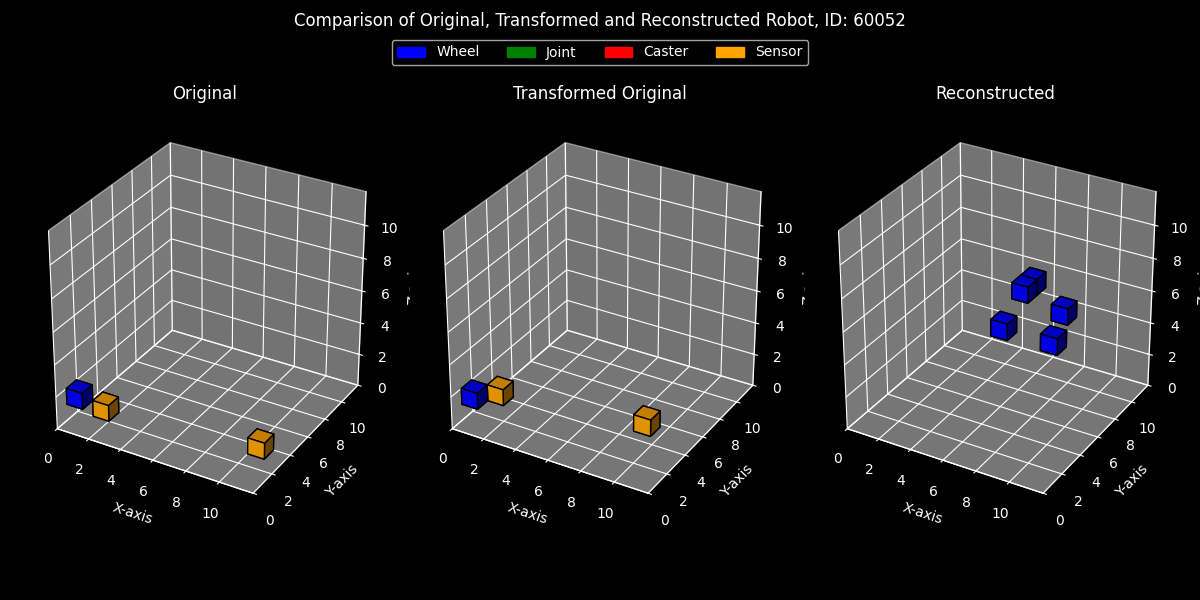 Comparison of Original, Transformed and Reconstructed Robot, ID: 60052
Wheel Joint Caster Sensor
Original Transformed Original Reconstructed
10 10 10
8 8 8
6 6 6
4 4 4
2 2 2
0 0 0
0 2 4 6 8 10 0 2 4 6 8 10 0 2 4 6 8 10
X-axis X-axis X-axis
0 2 4 6 8 10 0 2 4 6 8 10 0 2 4 6 8 10
Y-axis Y-axis Y-axis